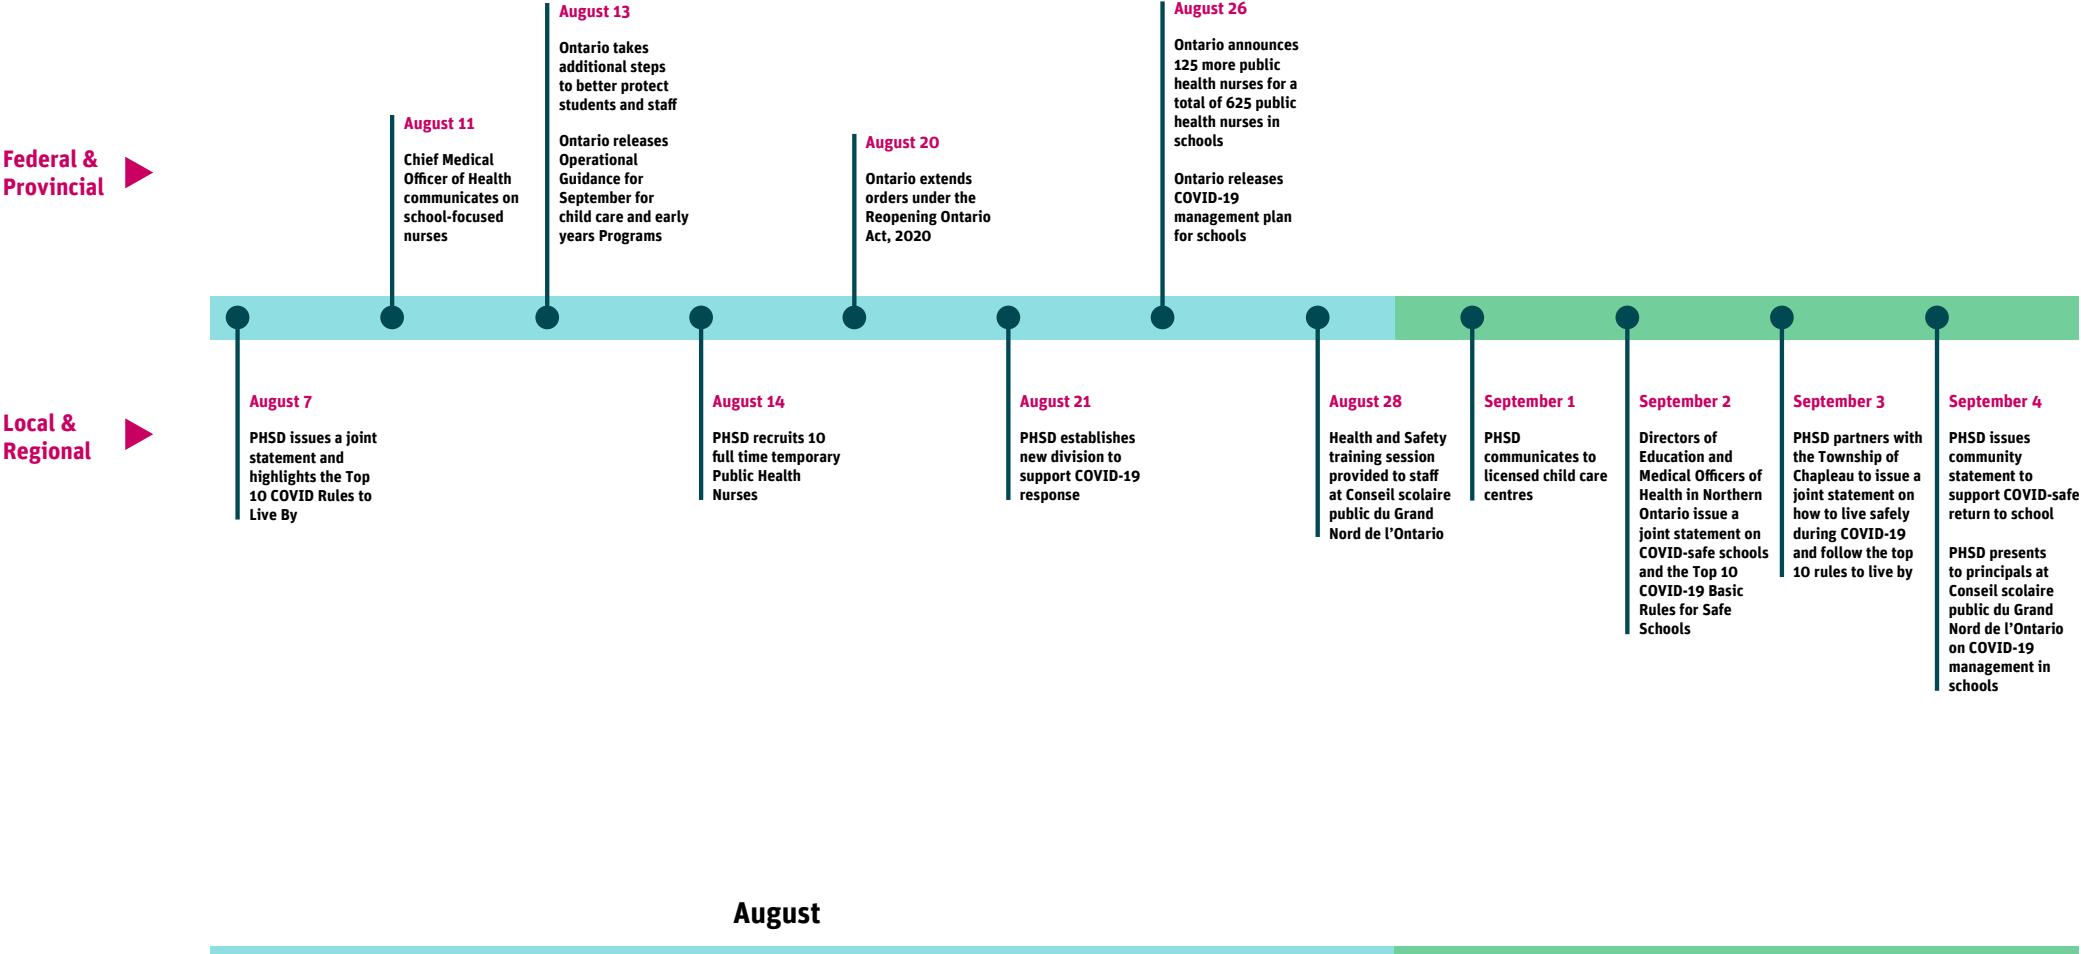 August 13
Ontario takes
additional steps
to better protect
students and staff
Ontario releases
Operational
Guidance for
September for
child care and early
years Programs
August 26
Ontario announces
125 more public
health nurses for a
total of 625 public
health nurses in
schools
Ontario releases
COVID-19
management plan
for schools
August 11
Chief Medical
Officer of Health
communicates on
school-focused
nurses
August 20
Ontario extends
orders under the
Reopening Ontario
Act, 2020
Federal &
Provincial
Local &
Regional
August 7
PHSD issues a joint
statement and
highlights the Top
10 COVID Rules to
Live By
August 14
PHSD recruits 10
full time temporary
Public Health
Nurses
August 21
PHSD establishes
new division to
support COVID-19
response
August 28
Health and Safety
training session
provided to staff
at Conseil scolaire
public du Grand
Nord de l’Ontario
September 1
PHSD
communicates to
licensed child care
centres
September 2
Directors of
Education and
Medical Officers of
Health in Northern
Ontario issue a
joint statement on
COVID-safe schools
and the Top 10
COVID-19 Basic
Rules for Safe
Schools
September 3
PHSD partners with
the Township of
Chapleau to issue a
joint statement on
how to live safely
during COVID-19
and follow the top
10 rules to live by
September 4
PHSD issues
community
statement to
support COVID-safe
return to school
PHSD presents
to principals at
Conseil scolaire
public du Grand
Nord de l’Ontario
on COVID-19
management in
schools
August